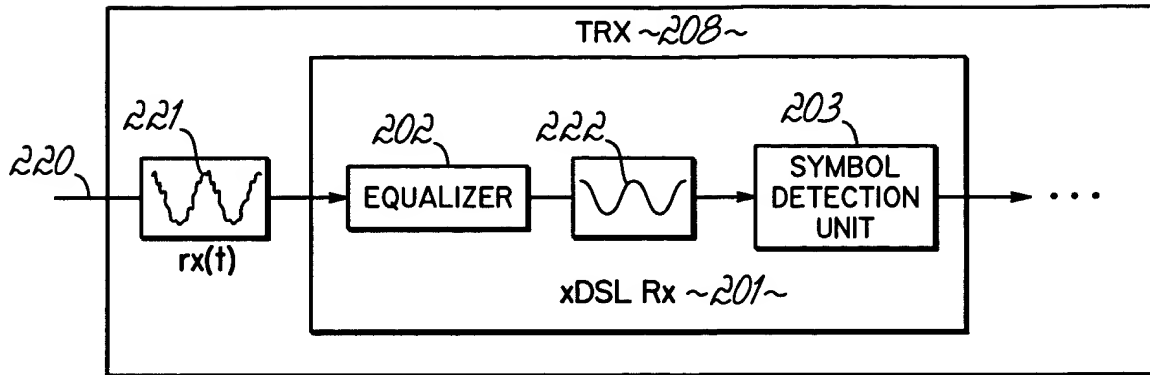 TRX ~208~
221
202
222
203
220
EQUALIZER
SYMBOL
DETECTION
UNIT
...
rx(t)
xDSL Rx ~201~